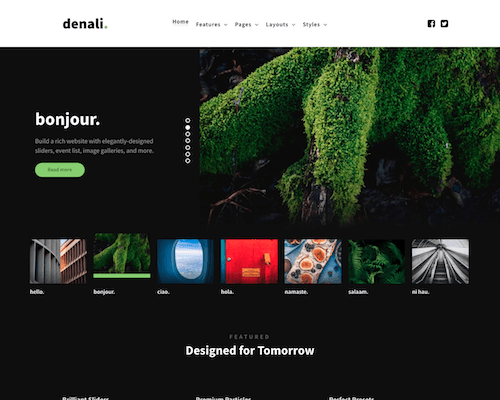 denali.
Home
Features
Pages
Layouts
Styles
bonjour.
Build a rich website with elegantly-designed
sliders, event list, image galleries, and more.
Read more
hello.
bonjour.
ciao.
hola.
namaste.
salaam.
ni hau.
FEATURED
Designed for Tomorrow
Brilliant Sliders
Premium Particles
Perfect Presets